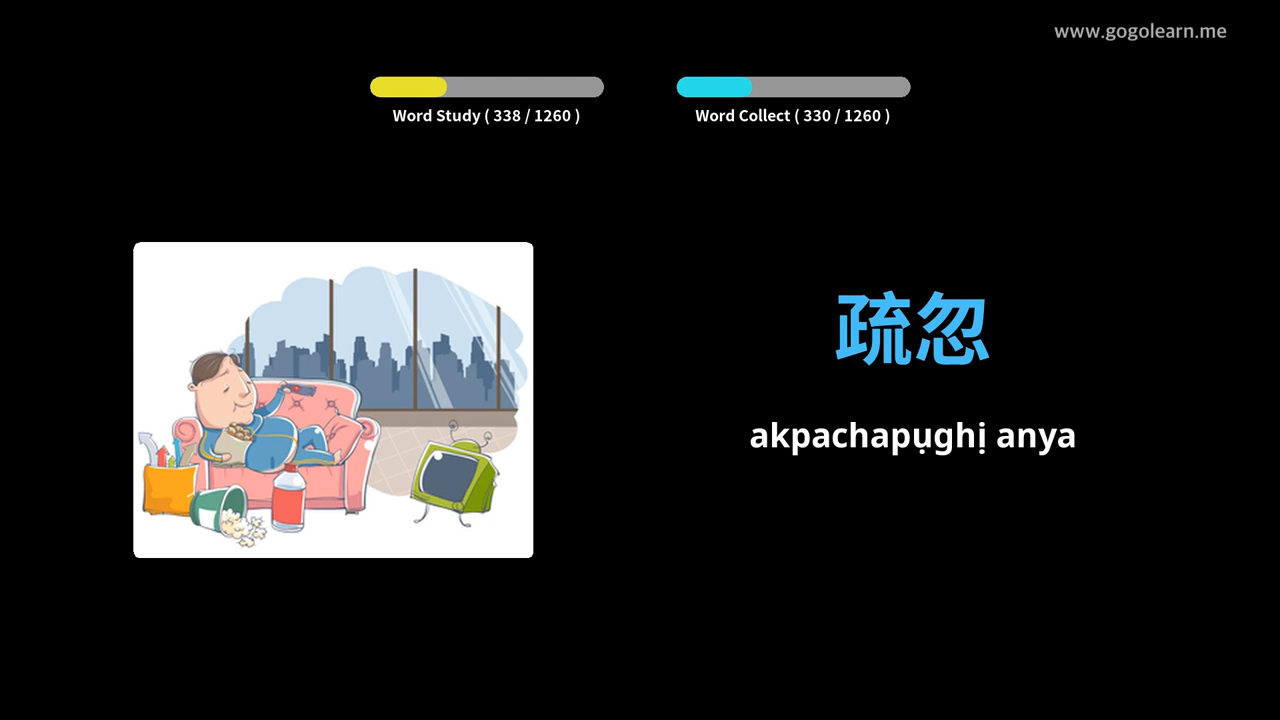 www.gogolearn.me
Word Study ( 338 / 1260 )
Word Collect ( 330 / 1260 )
疏忽
akpachapụghị anya